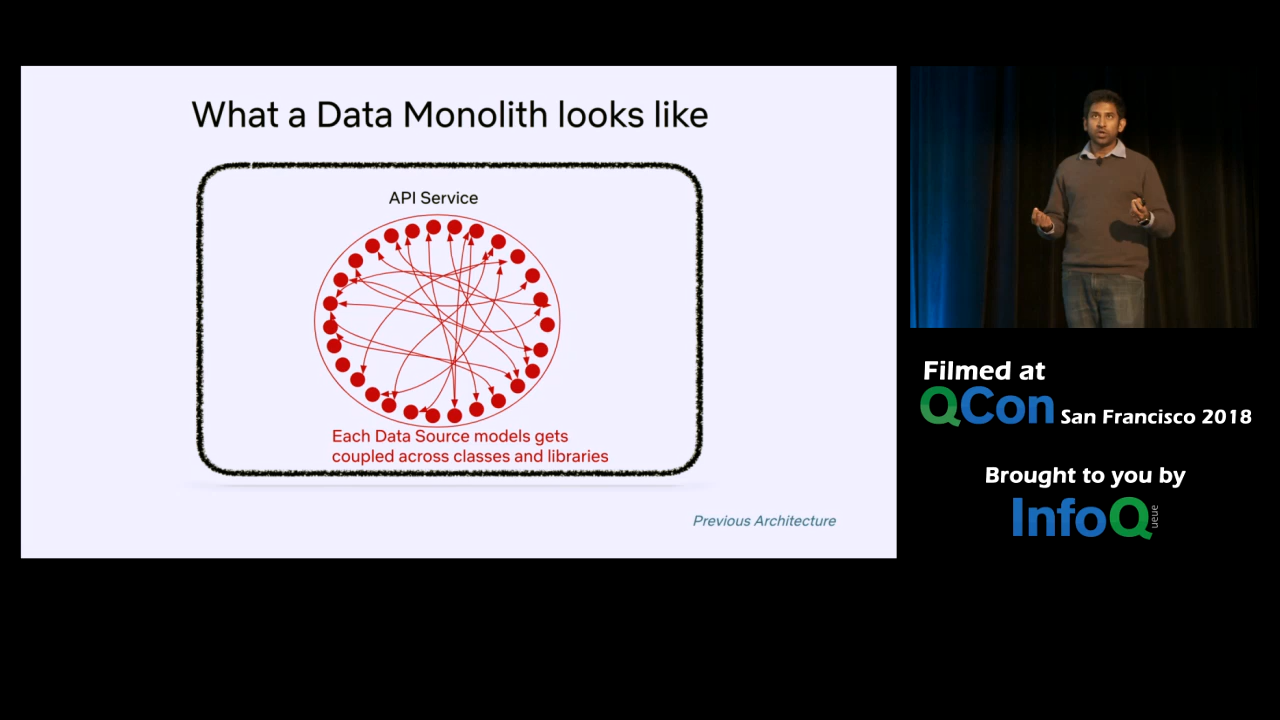 What a Data Monolith looks like
API Service
Each Data Source models gets
coupled across classes and libraries
Previous Architecture
Filmed at
QCon San Francisco 2018
Brought to you by
InfoQueue